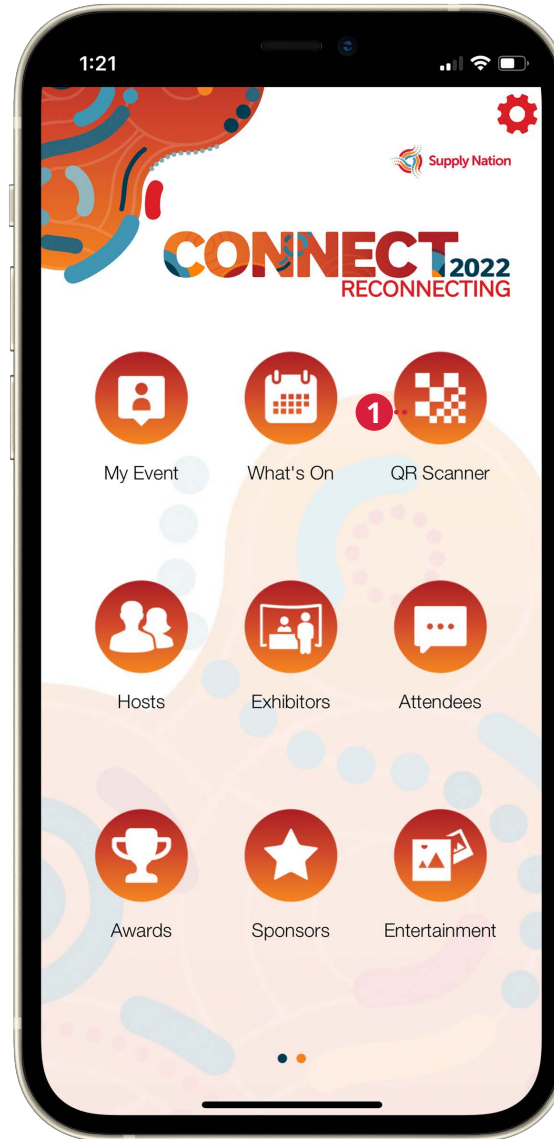 1:21
Supply Nation
CONNECT 2022
RECONNECTING
1
My Event
What's On
QR Scanner
Hosts
Exhibitors
Attendees
Awards
Sponsors
Entertainment